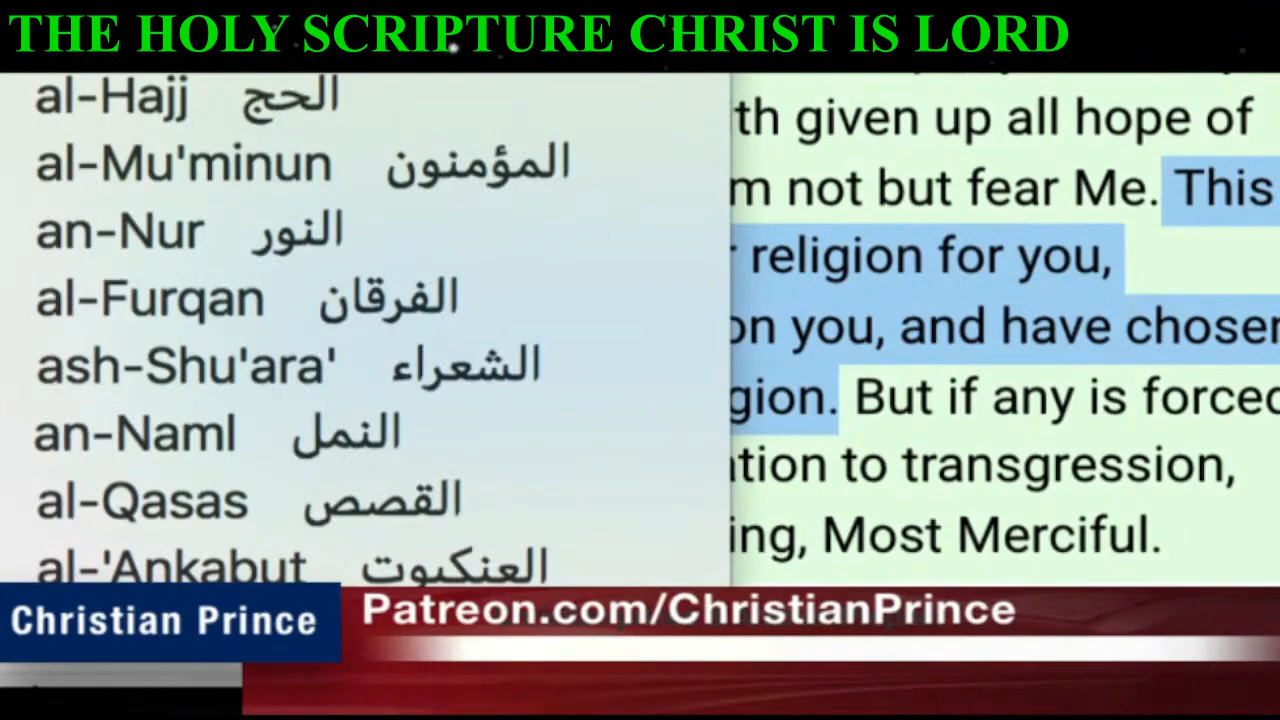 THE HOLY SCRIPTURE CHRIST IS LORD
al-Hajj الحج
al-Mu'minun المؤمنون
an-Nur النور
al-Furqan الفرقان
ash-Shu'ara' الشعراء
an-Naml النمل
al-Qasas القصص
al-'Ankabut العنكبوت
th given up all hope of
m not but fear Me. This
religion for you,
on you, and have chosen
gion. But if any is forced
tion to transgression,
ing, Most Merciful.
Christian Prince
Patreon.com/ChristianPrince